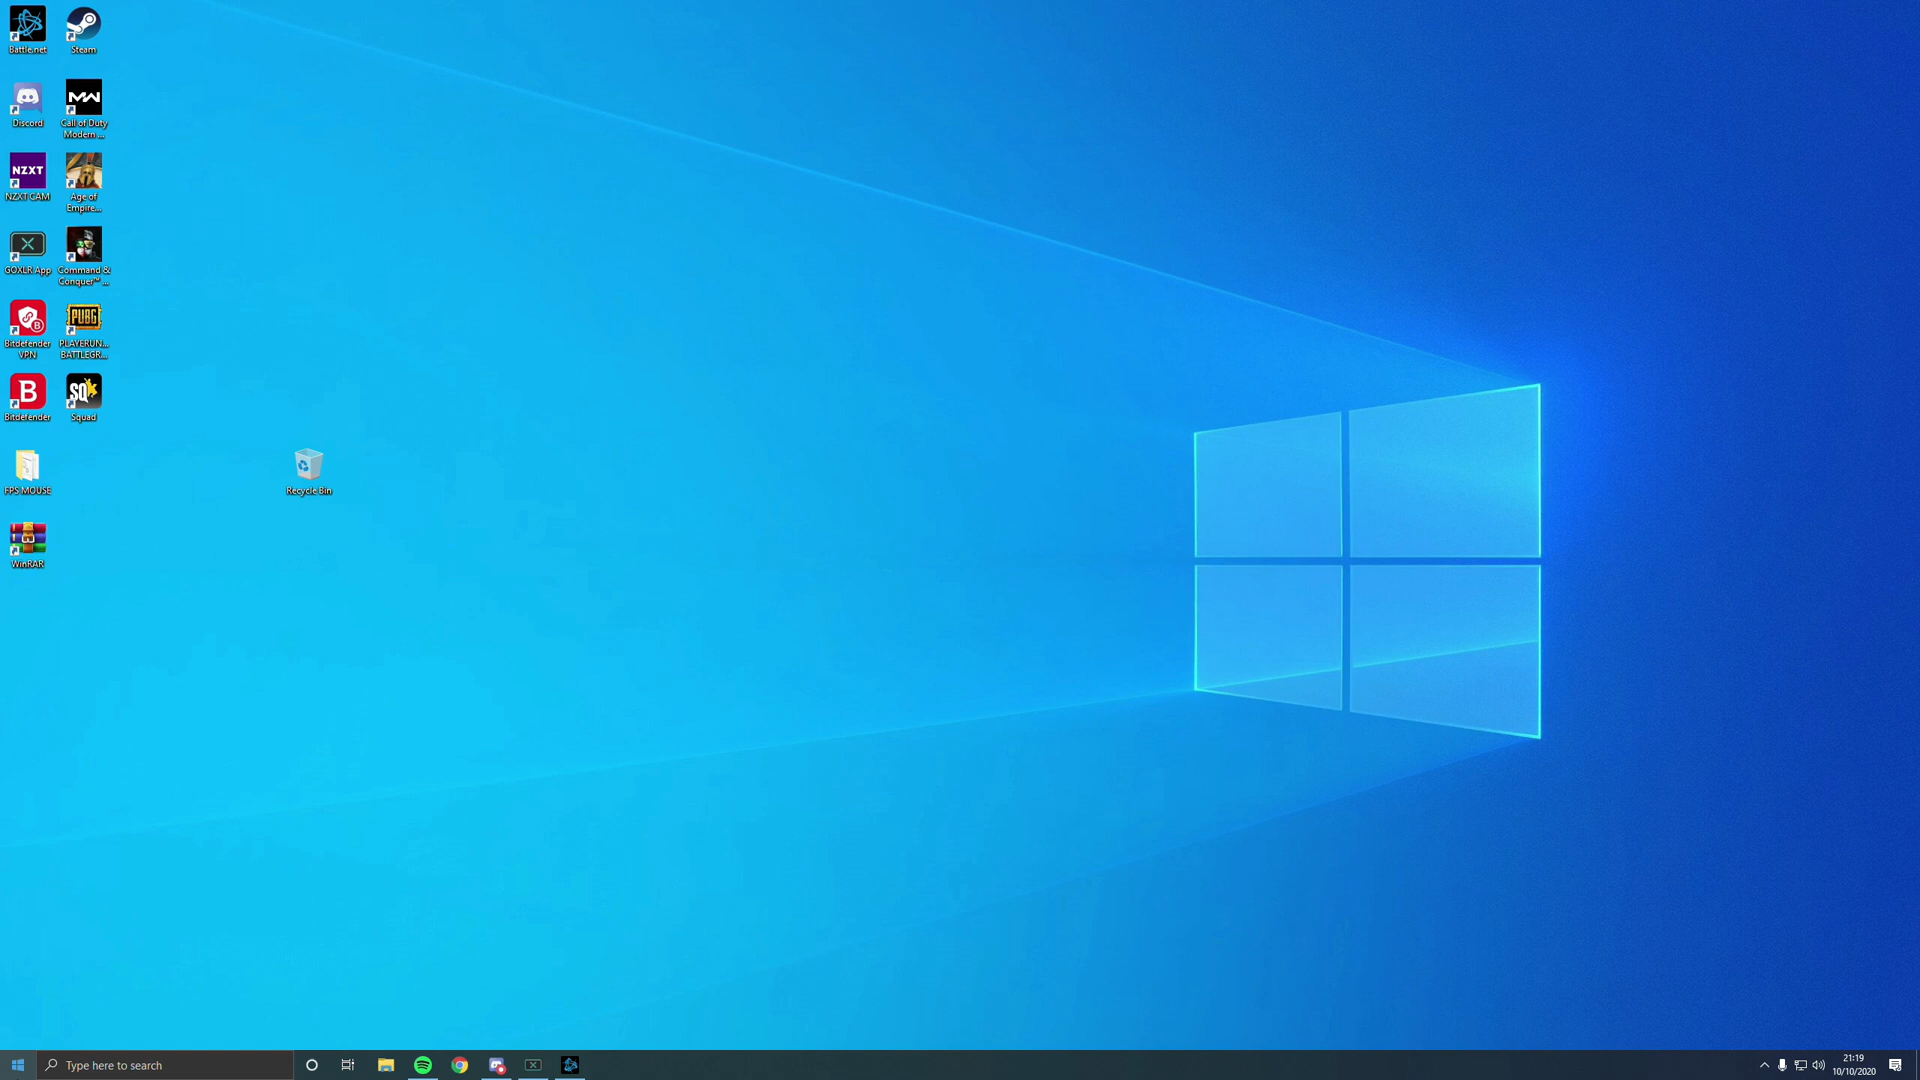 Battle.net
Steam
Discord
MW
Call of Duty
Modern ...
NZXT
NZXT CAM
Age of
Empire...
GOXLR App
Command &
Conquer™ ...
Bitdefender
VPN
PUBG
PLAYERUN...
BATTLEGR...
B
Bitdefender
SQ
Squad
FPS MOUSE
Recycle Bin
WinRAR
Type here to search
21:19
10/10/2020